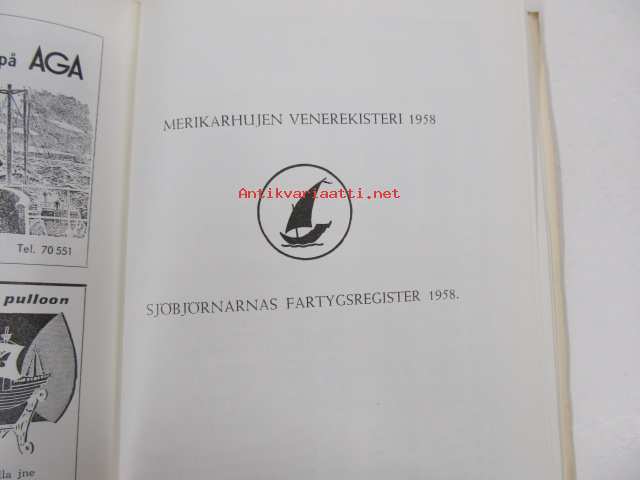 på AGA
Tel. 70 551
pulloon
lla jne
MERIKARHUJEN VENEREKISTERI 1958
Antikvariaatti.net
SJÖBJÖRNARNAS FARTYGSREGISTER 1958.